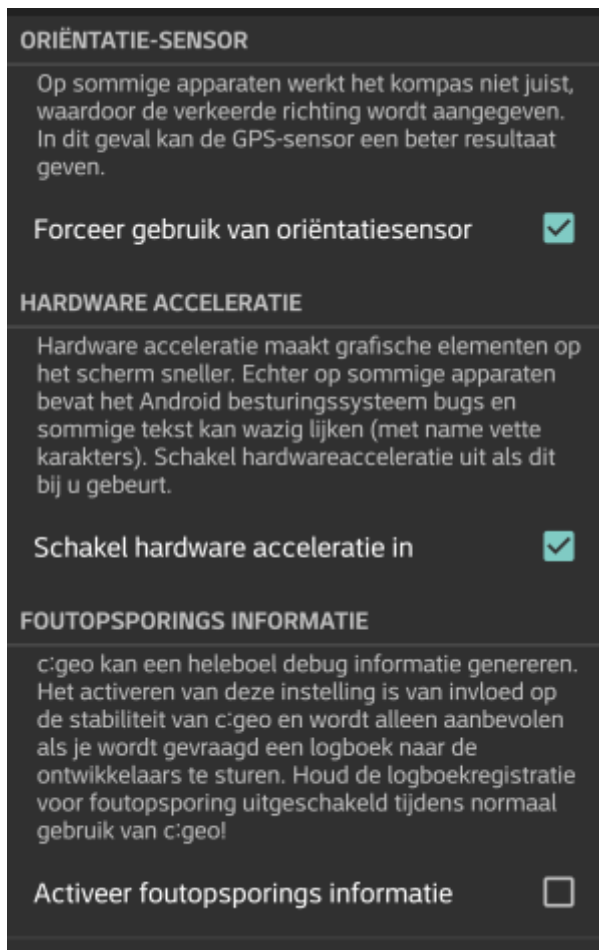 ORIËNTATIE-SENSOR
Op sommige apparaten werkt het kompas niet juist,
waardoor de verkeerde richting wordt aangegeven.
In dit geval kan de GPS-sensor een beter resultaat
geven.
Forceer gebruik van oriëntatiesensor
HARDWARE ACCELERATIE
Hardware acceleratie maakt grafische elementen op
het scherm sneller. Echter op sommige apparaten
bevat het Android besturingssysteem bugs en
sommige tekst kan wazig lijken (met name vette
karakters). Schakel hardwareacceleratie uit als dit
bij u gebeurt.
Schakel hardware acceleratie in
FOUTOPSPORINGS INFORMATIE
c:geo kan een heleboel debug informatie genereren.
Het activeren van deze instelling is van invloed op
de stabiliteit van c:geo en wordt alleen aanbevolen
als je wordt gevraagd een logboek naar de
ontwikkelaars te sturen. Houd de logboekregistratie
voor foutopsporing uitgeschakeld tijdens normaal
gebruik van c:geo!
Activeer foutopsporings informatie